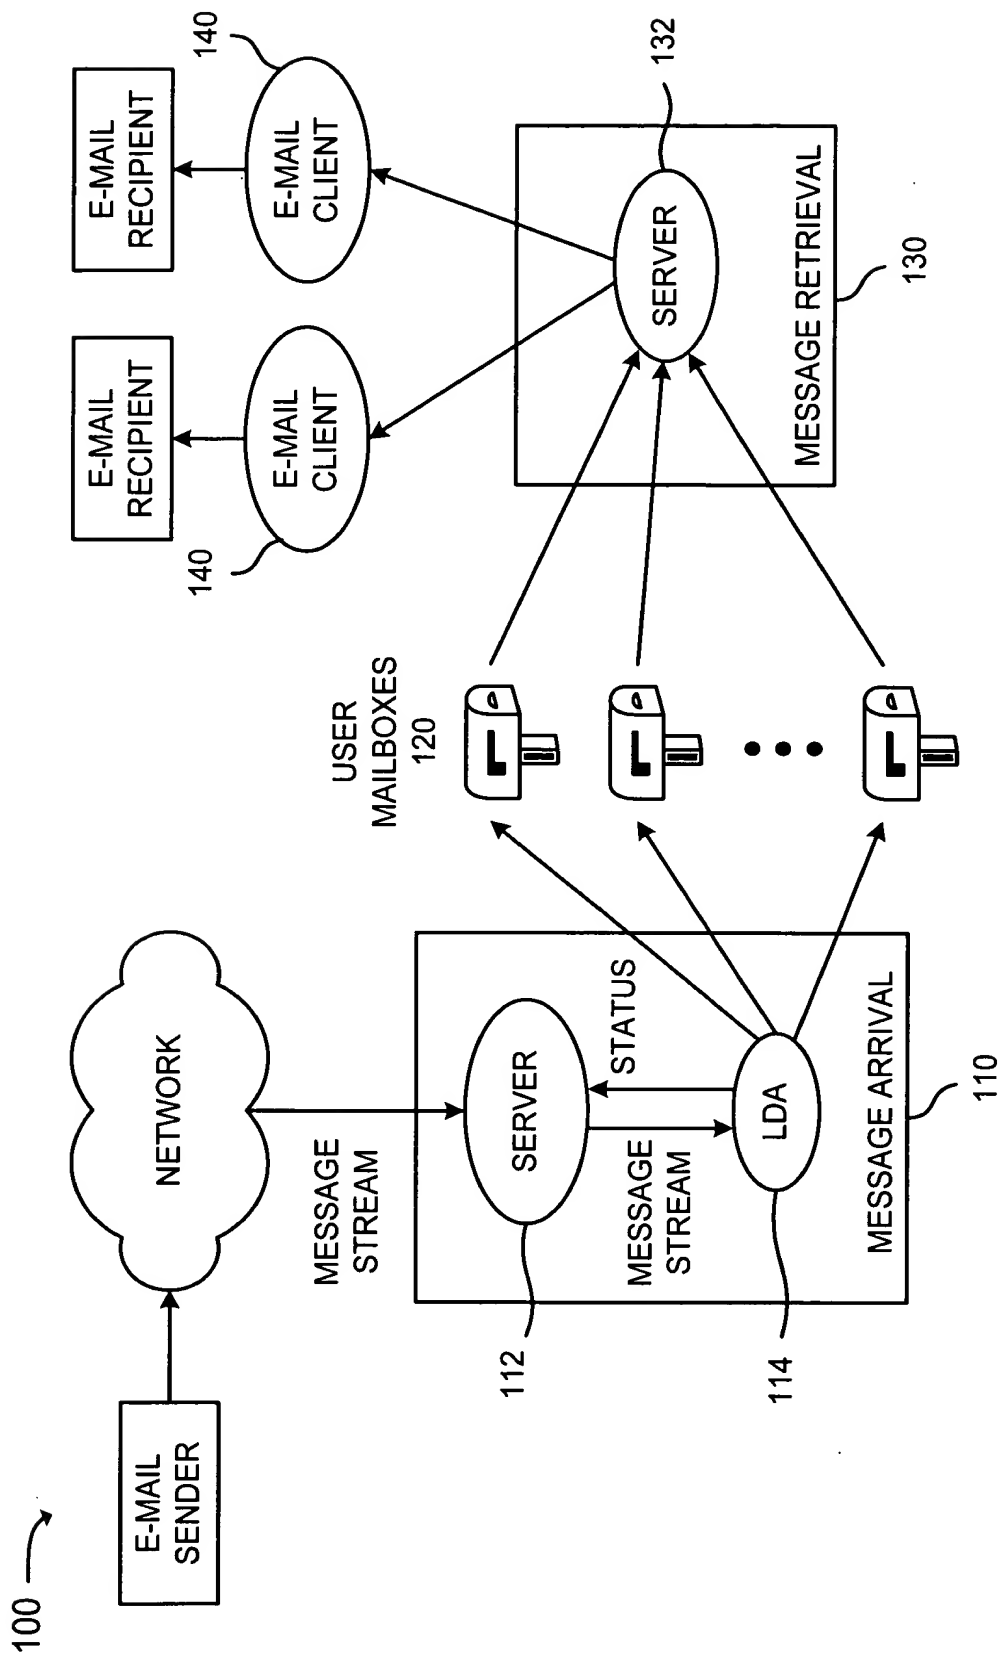 100
E-MAIL
SENDER
NETWORK
MESSAGE
STREAM
112
SERVER
MESSAGE
STREAM
STATUS
114
LDA
MESSAGE ARRIVAL
110
USER
MAILBOXES
120
140
E-MAIL
CLIENT
E-MAIL
RECIPIENT
140
E-MAIL
CLIENT
E-MAIL
RECIPIENT
132
SERVER
MESSAGE RETRIEVAL
130